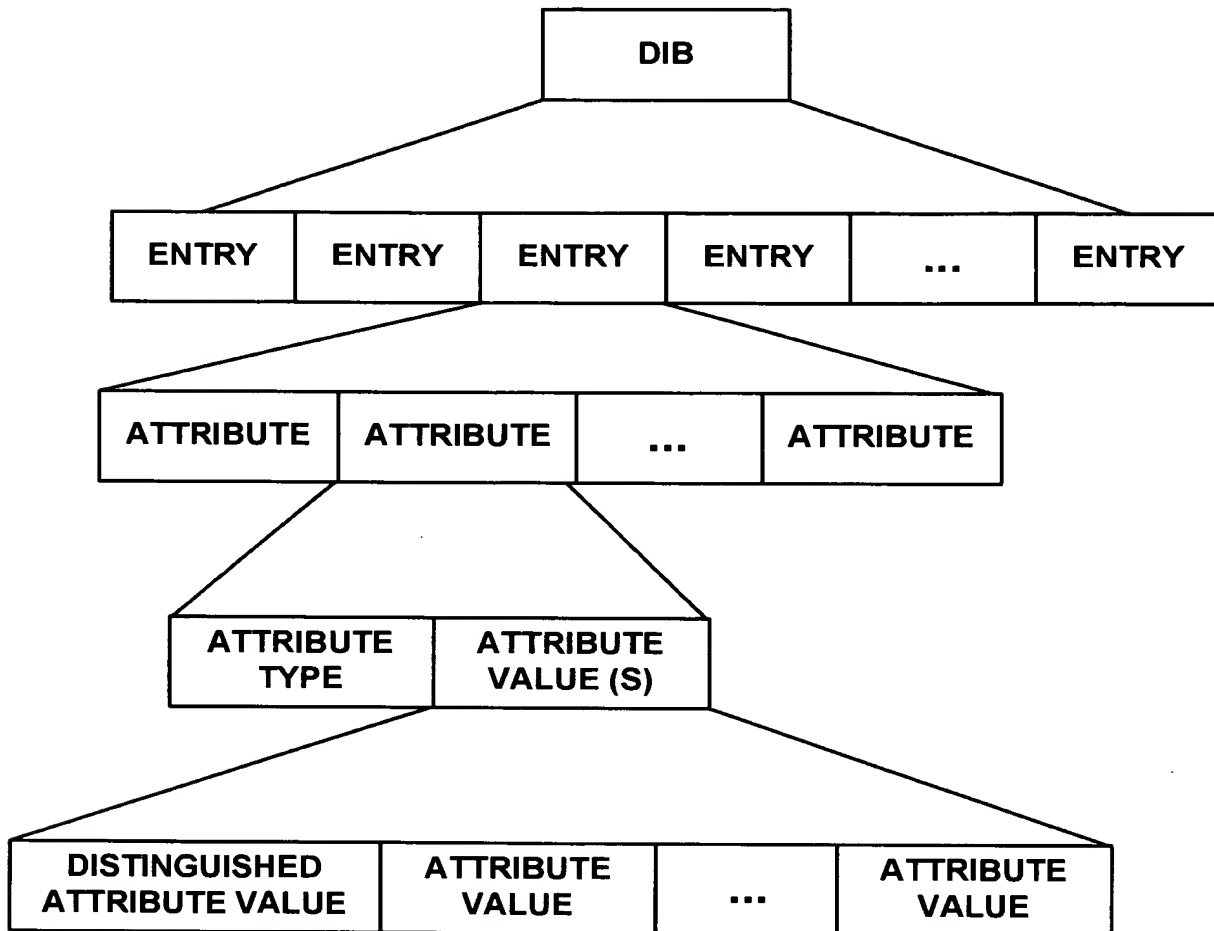 DIB
ENTRY ENTRY ENTRY ENTRY ... ENTRY
ATTRIBUTE ATTRIBUTE ... ATTRIBUTE
ATTRIBUTE TYPE
ATTRIBUTE VALUE (S)
DISTINGUISHED ATTRIBUTE VALUE
ATTRIBUTE VALUE
...
ATTRIBUTE VALUE